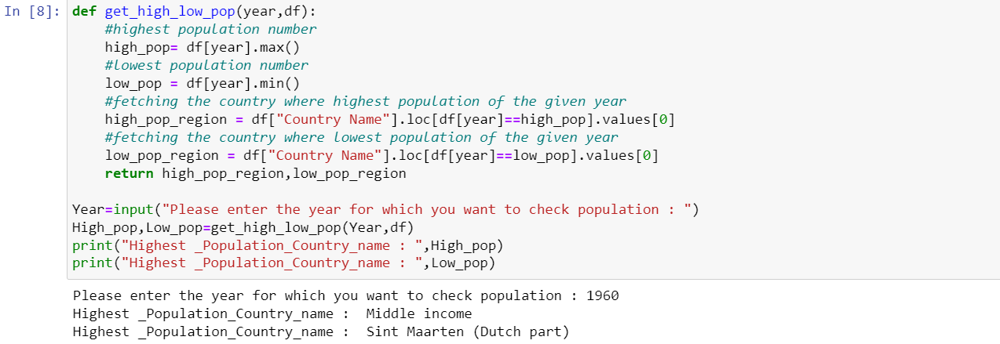 In [8]: def get_high_low_pop(year,df):
#highest population number
high_pop= df[year].max()
#lowest population number
low_pop = df[year].min()
#fetching the country where highest population of the given year
high_pop_region = df["Country Name"].loc[df[year]==high_pop].values[0]
#fetching the country where lowest population of the given year
low_pop_region = df["Country Name"].loc[df[year]==low_pop].values[0]
return high_pop_region,low_pop_region
Year=input("Please enter the year for which you want to check population : ")
High_pop,Low_pop=get_high_low_pop(Year,df)
print("Highest _Population_Country_name : ",High_pop)
print("Highest _Population_Country_name : ",Low_pop)
Please enter the year for which you want to check population : 1960
Highest _Population_Country_name :  Middle income
Highest _Population_Country_name :  Sint Maarten (Dutch part)